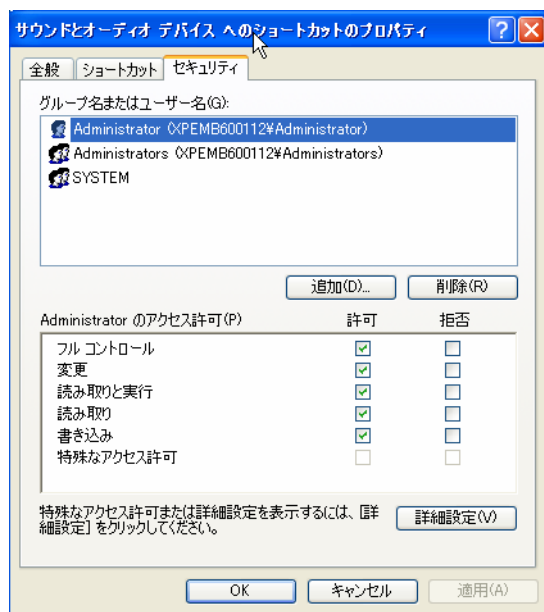 サウンドとオーディオ デバイス へのショートカットのプロパティ
全般 ショートカット セキュリティ
グループ名またはユーザー名(G):
Administrator (XPEMB600112¥Administrator)
Administrators (XPEMB600112¥Administrators)
SYSTEM
追加(D)... 削除(R)
Administrator のアクセス許可(P) 許可 拒否
フル コントロール
変更
読み取りと実行
読み取り
書き込み
特殊なアクセス許可
特殊なアクセス許可または詳細設定を表示するには、[詳
細設定] をクリックしてください。
詳細設定(V)
OK キャンセル 適用(A)